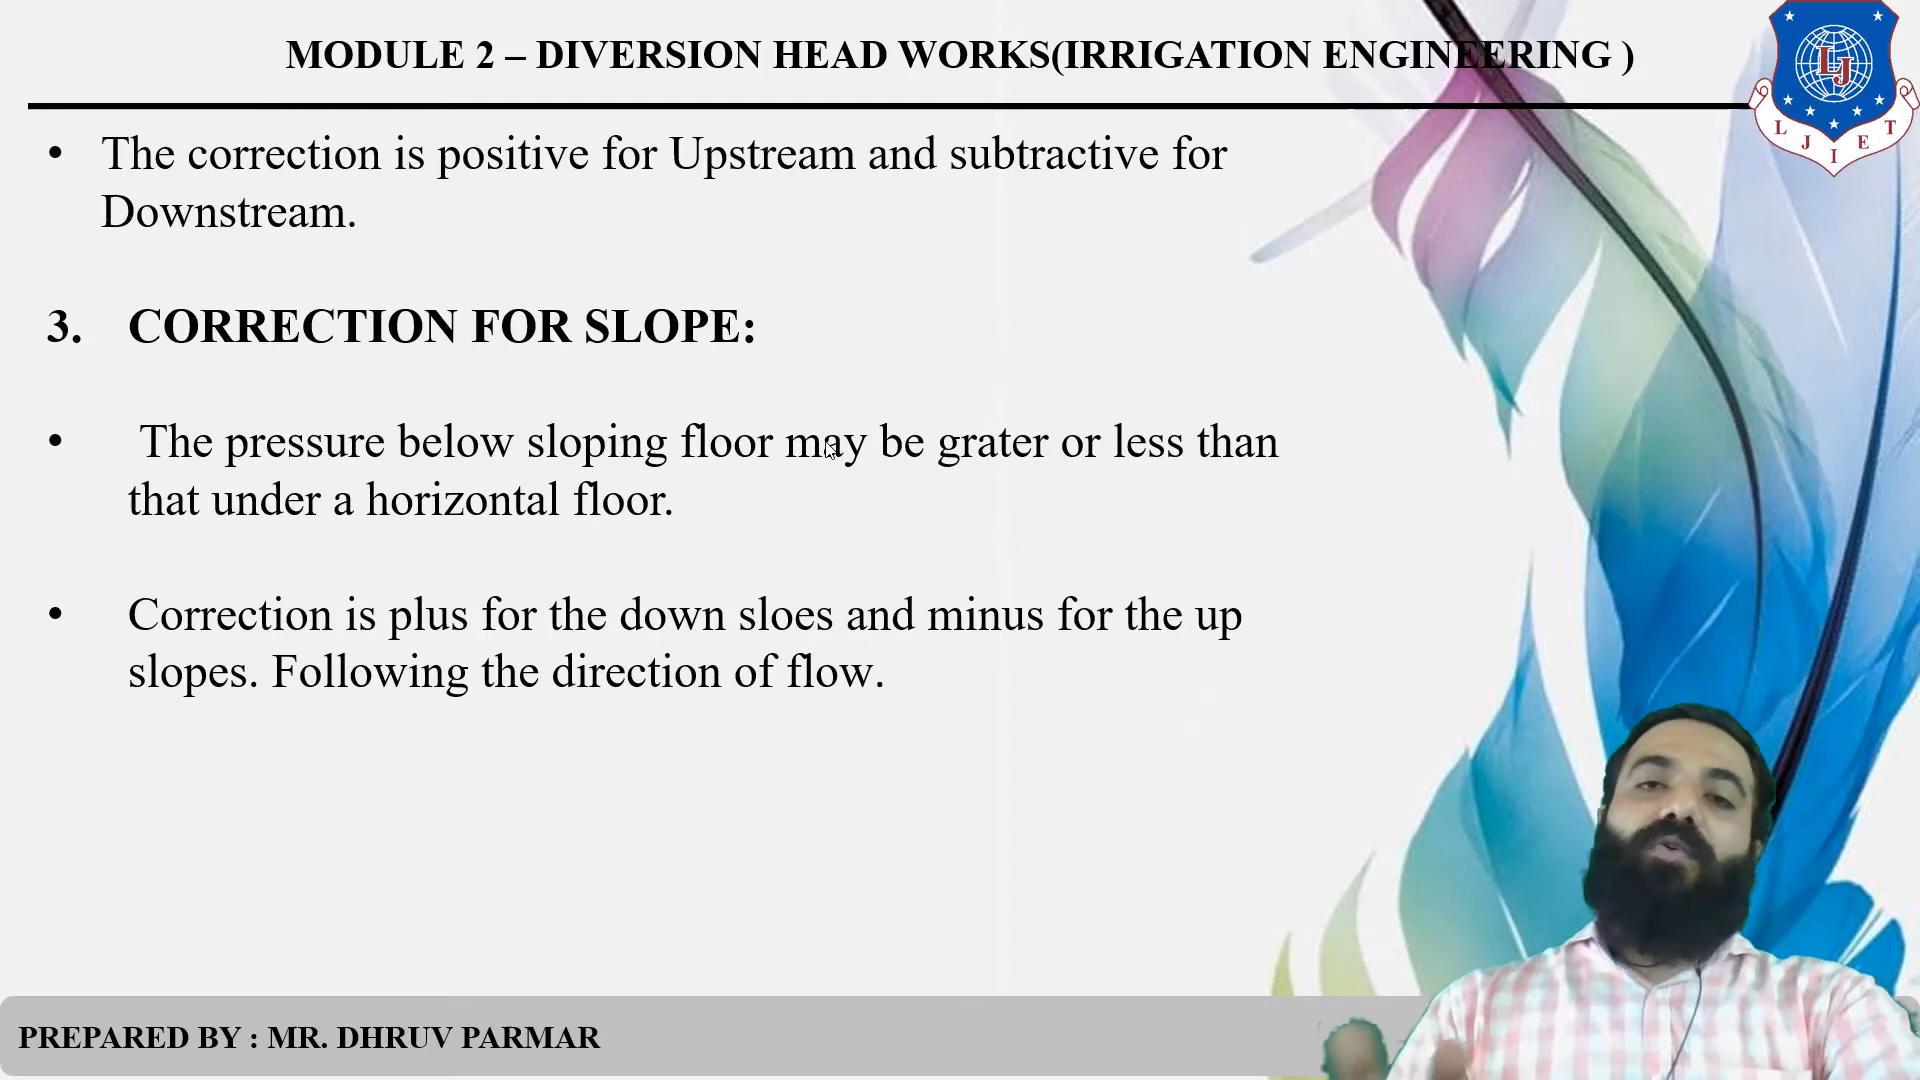 MODULE 2 – DIVERSION HEAD WORKS(IRRIGATION ENGINEERING )
LJ
L J I E T
• The correction is positive for Upstream and subtractive for
Downstream.
3. CORRECTION FOR SLOPE:
• The pressure below sloping floor may be grater or less than
that under a horizontal floor.
• Correction is plus for the down sloes and minus for the up
slopes. Following the direction of flow.
PREPARED BY : MR. DHRUV PARMAR